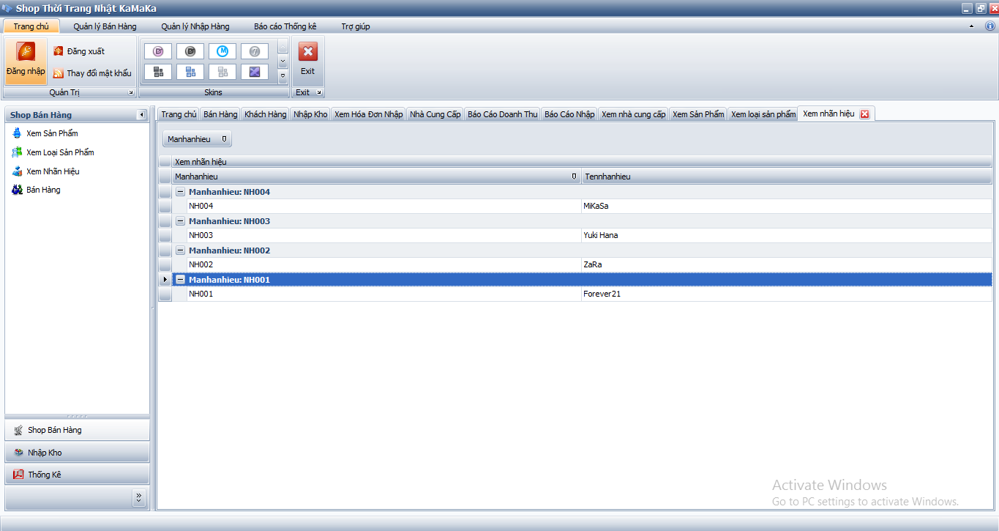 Shop Thời Trang Nhật KaMaKa
Trang chủ Quản lý Bán Hàng Quản lý Nhập Hàng Báo cáo Thống kê Trợ giúp
Đăng nhập
Đăng xuất
Thay đổi mật khẩu
Exit
Quản Trị Skins Exit
Shop Bán Hàng
Xem Sản Phẩm
Xem Loại Sản Phẩm
Xem Nhãn Hiệu
Bán Hàng
Shop Bán Hàng
Nhập Kho
Thống Kê
Trang chủ Bán Hàng Khách Hàng Nhập Kho Xem Hóa Đơn Nhập Nhà Cung Cấp Báo Cáo Doanh Thu Báo Cáo Nhập Xem nhà cung cấp Xem Sản Phẩm Xem loại sản phẩm Xem nhãn hiệu
Manhanhieu
Xem nhãn hiệu
Manhanhieu Tennhanhieu
Manhanhieu: NH004
NH004 MiKaSa
Manhanhieu: NH003
NH003 Yuki Hana
Manhanhieu: NH002
NH002 ZaRa
Manhanhieu: NH001
NH001 Forever21
Activate Windows
Go to PC settings to activate Windows.